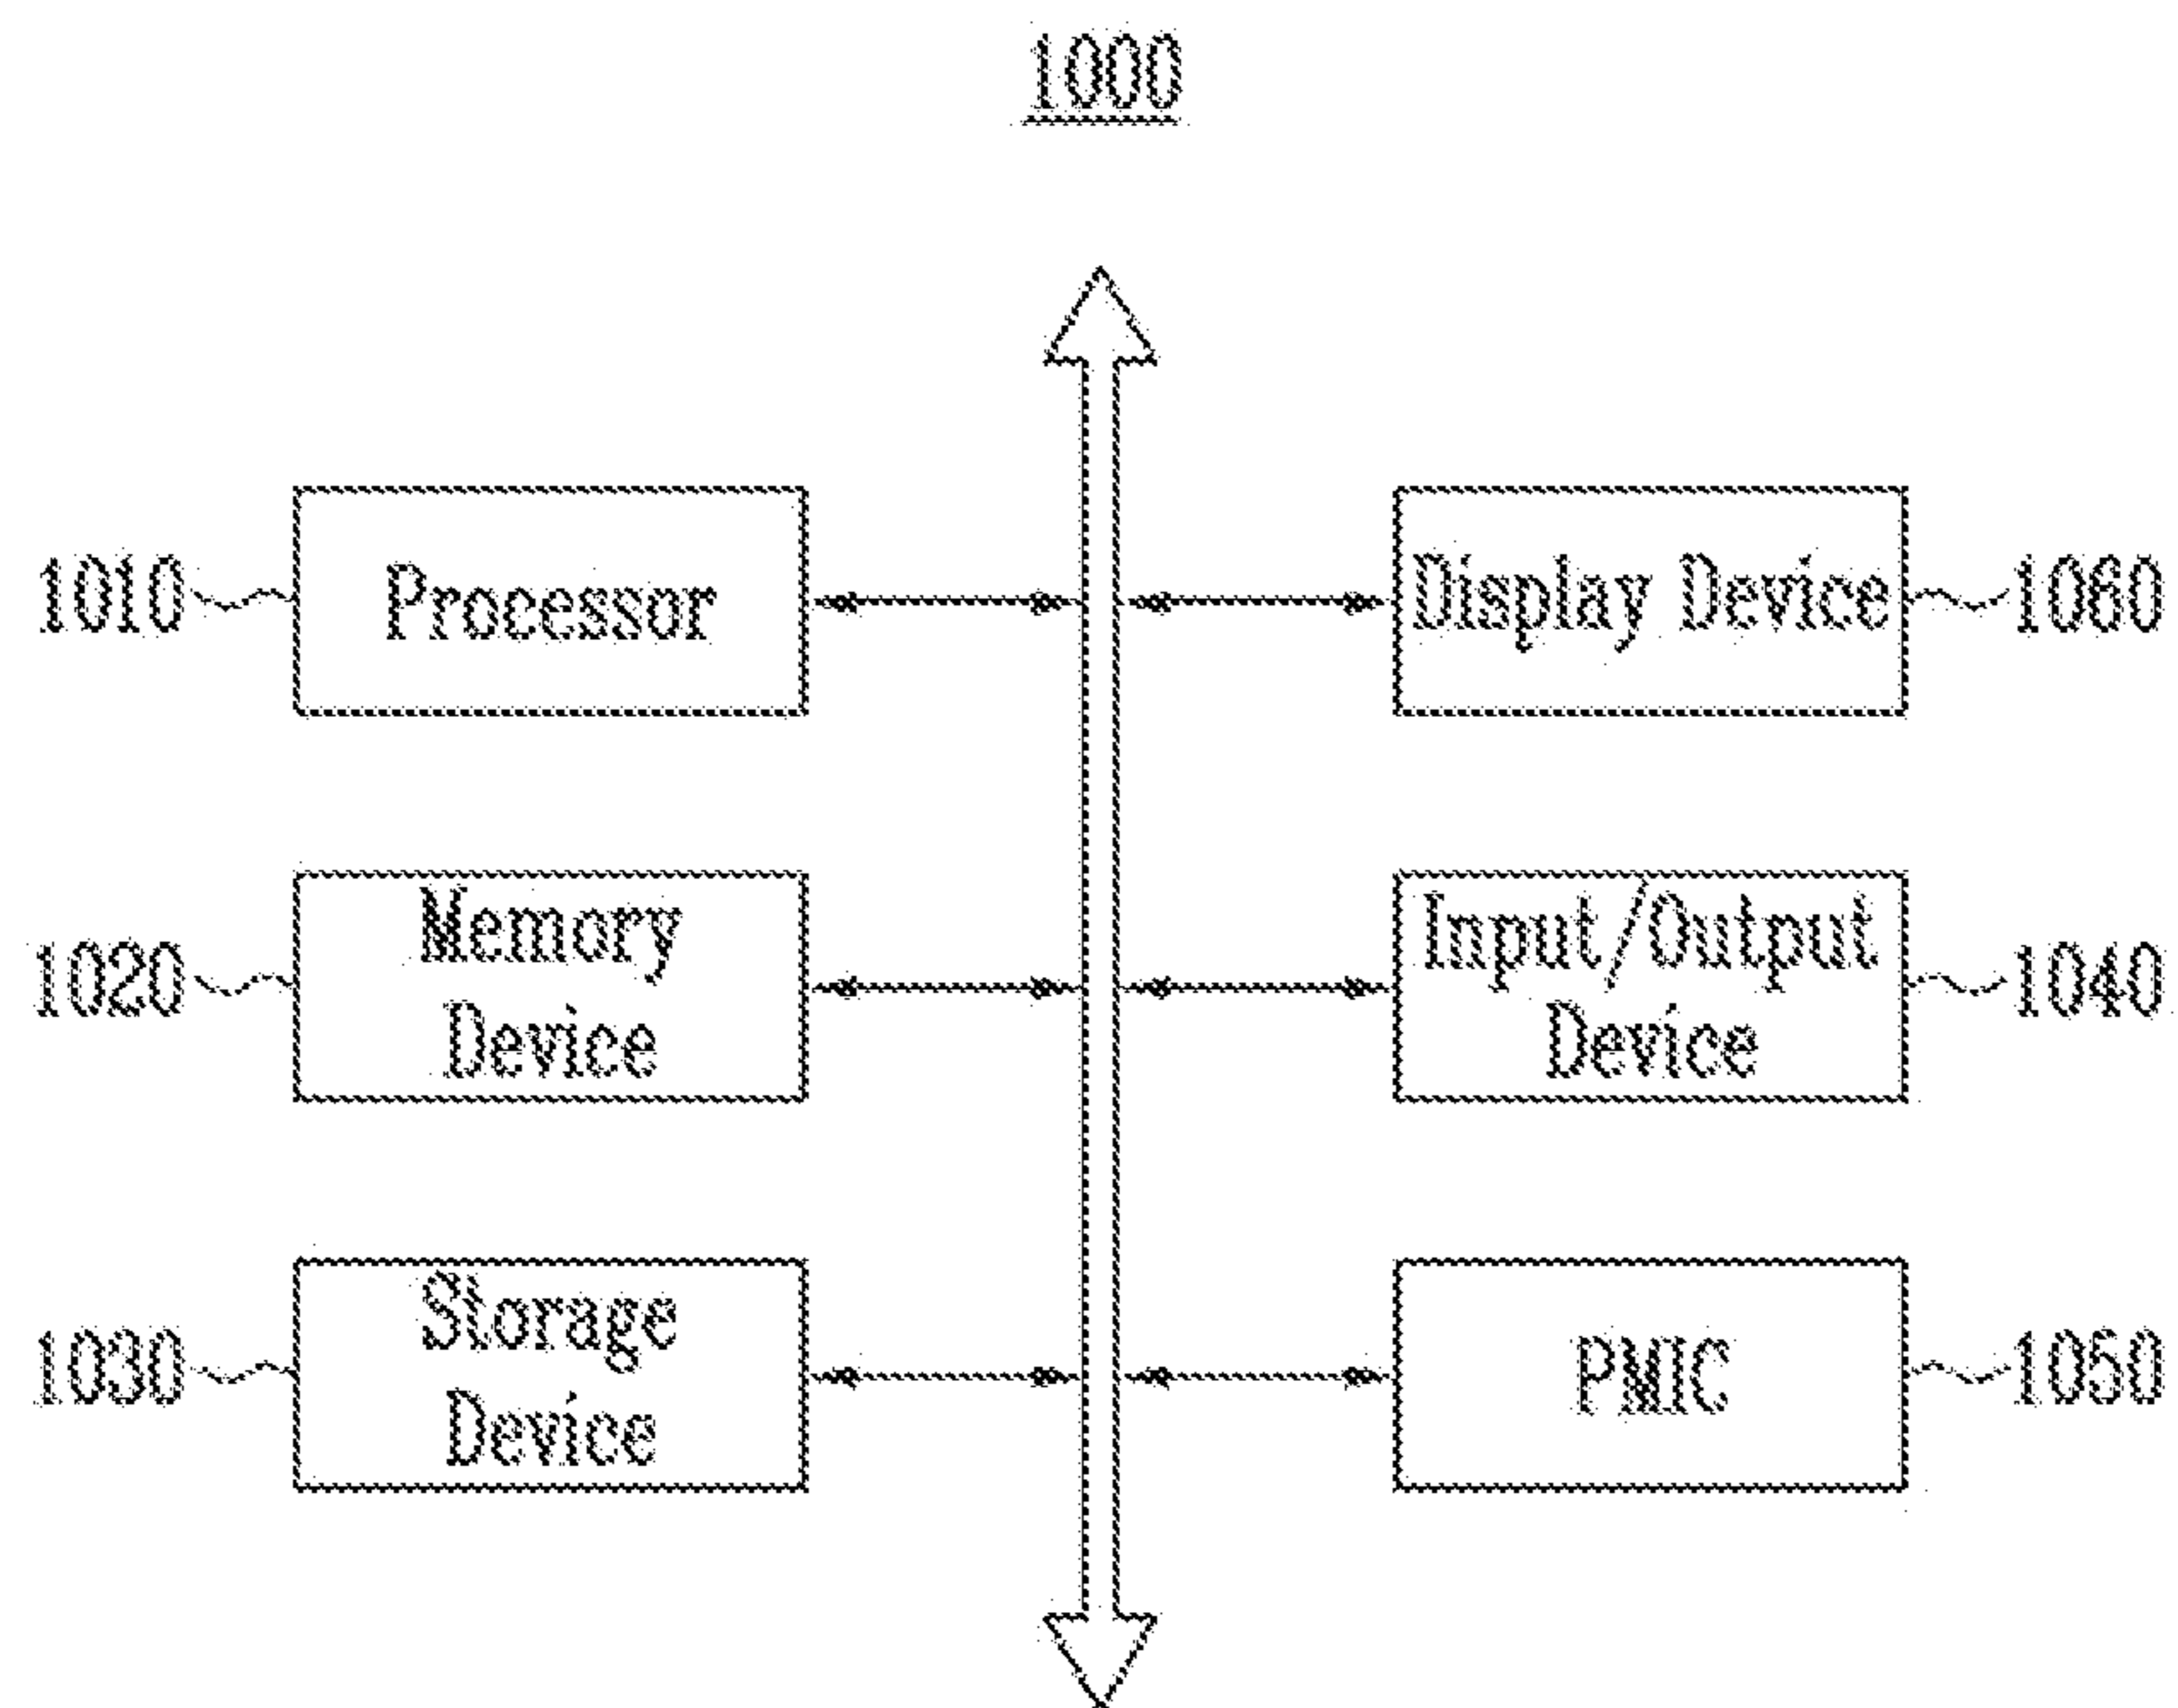 1000
1010 Processor Display Device 1060
1020 Memory Device Input/Output Device 1040
1030 Storage Device PMIC 1050